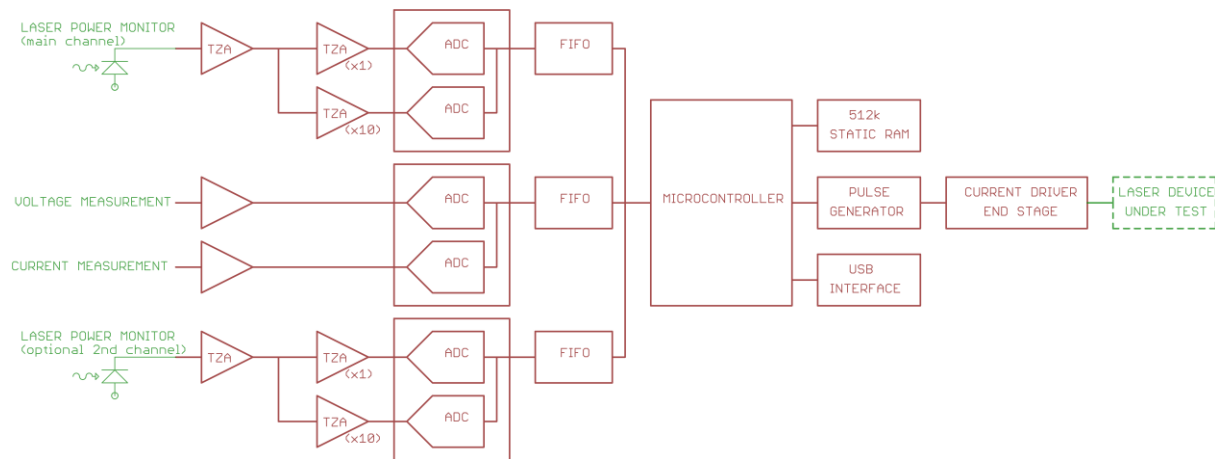 LASER POWER MONITOR
(main channel)
TZA
TZA
(x1)
ADC
FIFO
TZA
(x10)
ADC
512k
STATIC RAM
VOLTAGE MEASUREMENT
ADC
FIFO
MICROCONTROLLER
PULSE
GENERATOR
CURRENT DRIVER
END STAGE
LASER DEVICE
UNDER TEST
CURRENT MEASUREMENT
ADC
USB
INTERFACE
LASER POWER MONITOR
(optional 2nd channel)
TZA
TZA
(x1)
ADC
FIFO
TZA
(x10)
ADC